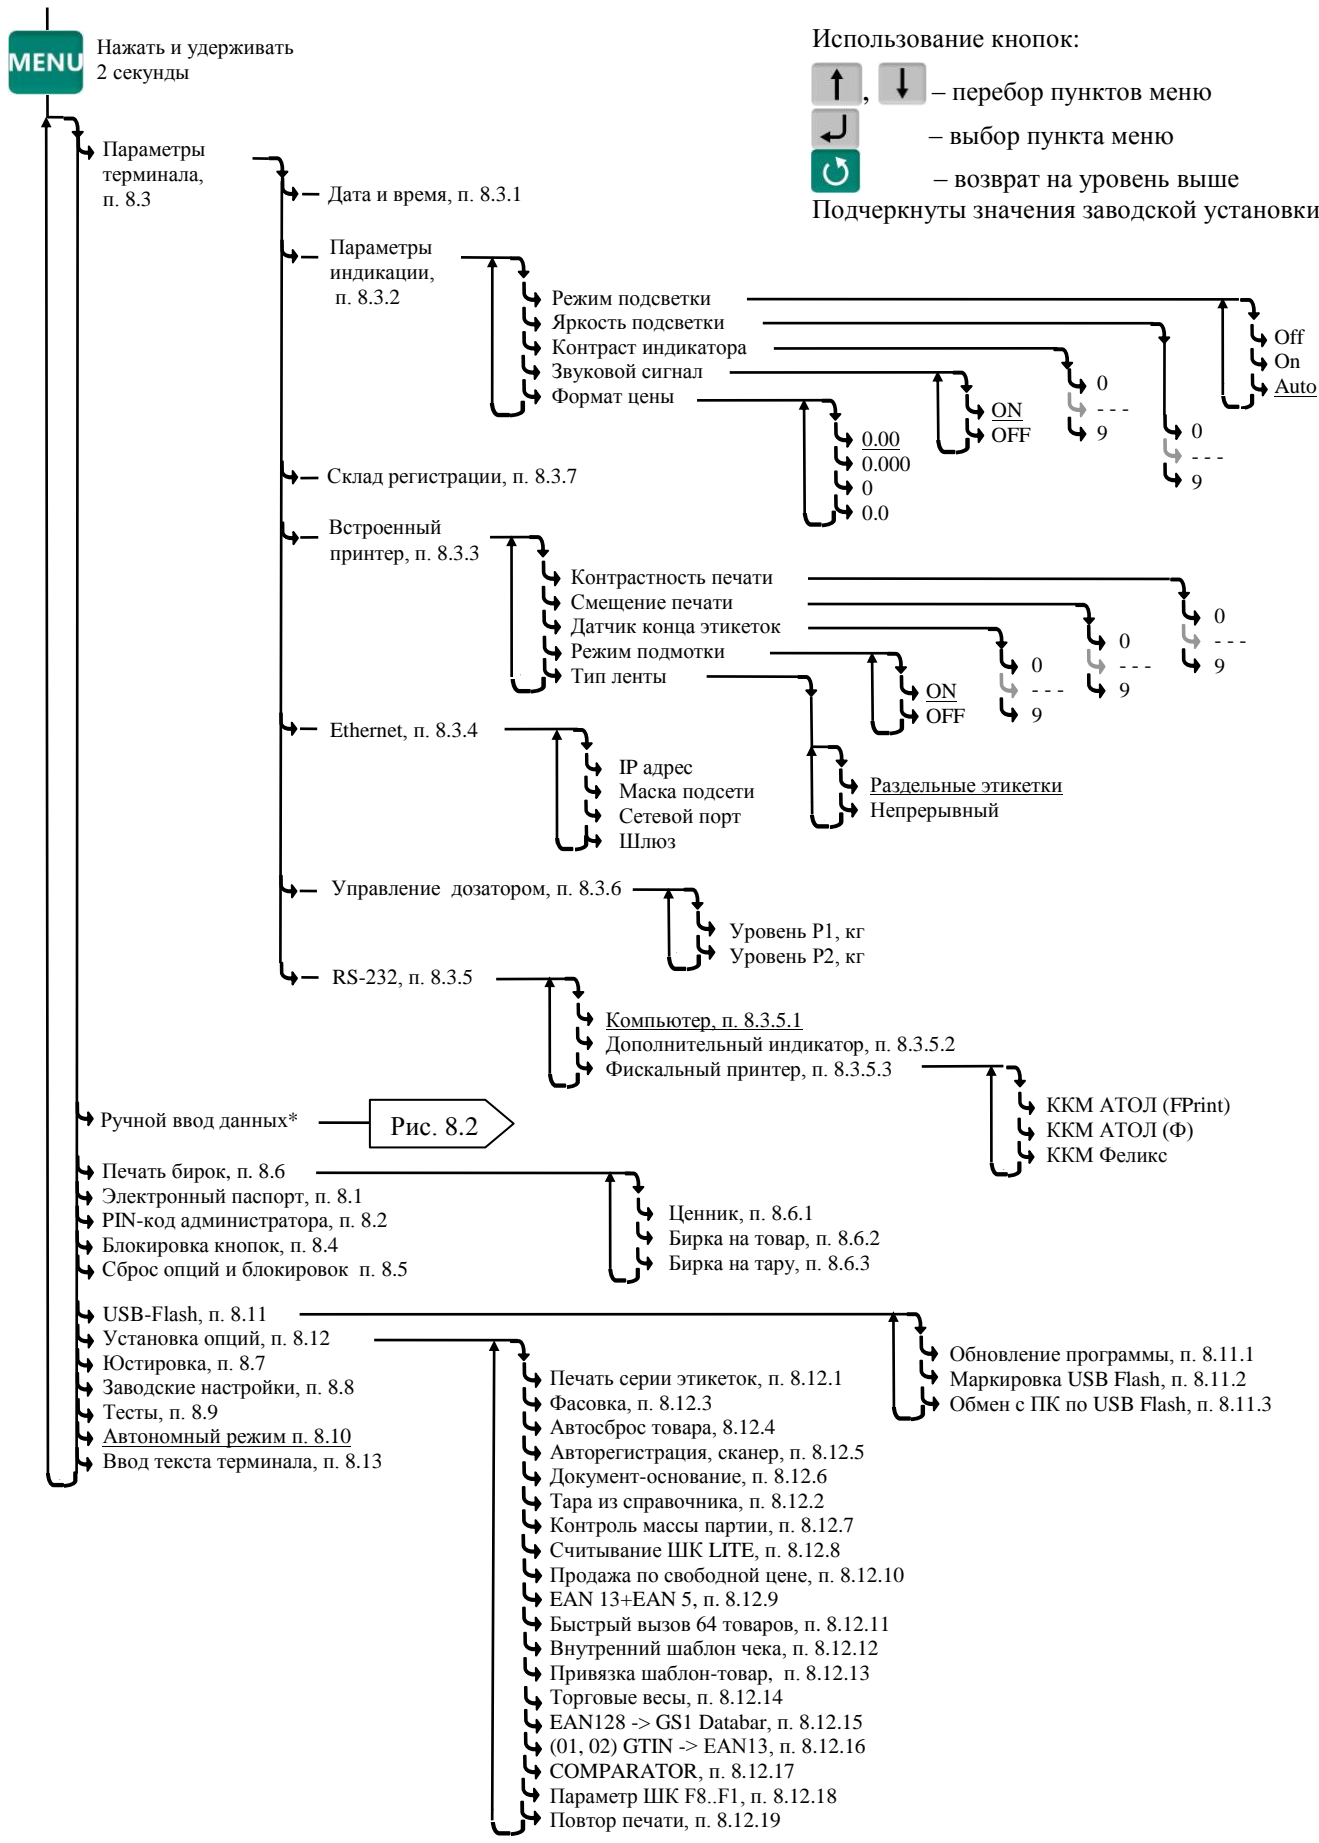 MENU
Нажать и удерживать
2 секунды
Использование кнопок:
, – перебор пунктов меню
– выбор пункта меню
– возврат на уровень выше
Подчеркнуты значения заводской установки
Параметры
терминала,
п. 8.3
Дата и время, п. 8.3.1
Параметры
индикации,
п. 8.3.2
Режим подсветки
Яркость подсветки
Контраст индикатора
Звуковой сигнал
Формат цены
Off
On
Auto
0
- - -
9
0
- - -
9
ON
OFF
0.00
0.000
0
0.0
Склад регистрации, п. 8.3.7
Встроенный
принтер, п. 8.3.3
Контрастность печати
Смещение печати
Датчик конца этикеток
Режим подмотки
Тип ленты
0
- - -
9
0
- - -
9
0
- - -
9
ON
OFF
Раздельные этикетки
Непрерывный
Ethernet, п. 8.3.4
IP адрес
Маска подсети
Сетевой порт
Шлюз
Управление дозатором, п. 8.3.6
Уровень P1, кг
Уровень P2, кг
RS-232, п. 8.3.5
Компьютер, п. 8.3.5.1
Дополнительный индикатор, п. 8.3.5.2
Фискальный принтер, п. 8.3.5.3
ККМ АТОЛ (FPrint)
ККМ АТОЛ (Ф)
ККМ Феликс
Ручной ввод данных*
Рис. 8.2
Печать бирок, п. 8.6
Электронный паспорт, п. 8.1
PIN-код администратора, п. 8.2
Блокировка кнопок, п. 8.4
Сброс опций и блокировок п. 8.5
Ценник, п. 8.6.1
Бирка на товар, п. 8.6.2
Бирка на тару, п. 8.6.3
USB-Flash, п. 8.11
Установка опций, п. 8.12
Юстировка, п. 8.7
Заводские настройки, п. 8.8
Тесты, п. 8.9
Автономный режим п. 8.10
Ввод текста терминала, п. 8.13
Обновление программы, п. 8.11.1
Маркировка USB Flash, п. 8.11.2
Обмен с ПК по USB Flash, п. 8.11.3
Печать серии этикеток, п. 8.12.1
Фасовка, п. 8.12.3
Автосброс товара, 8.12.4
Авторегистрация, сканер, п. 8.12.5
Документ-основание, п. 8.12.6
Тара из справочника, п. 8.12.2
Контроль массы партии, п. 8.12.7
Считывание ШК LITE, п. 8.12.8
Продажа по свободной цене, п. 8.12.10
EAN 13+EAN 5, п. 8.12.9
Быстрый вызов 64 товаров, п. 8.12.11
Внутренний шаблон чека, п. 8.12.12
Привязка шаблон-товар, п. 8.12.13
Торговые весы, п. 8.12.14
EAN128 -> GS1 Databar, п. 8.12.15
(01, 02) GTIN -> EAN13, п. 8.12.16
COMPARATOR, п. 8.12.17
Параметр ШК F8..F1, п. 8.12.18
Повтор печати, п. 8.12.19